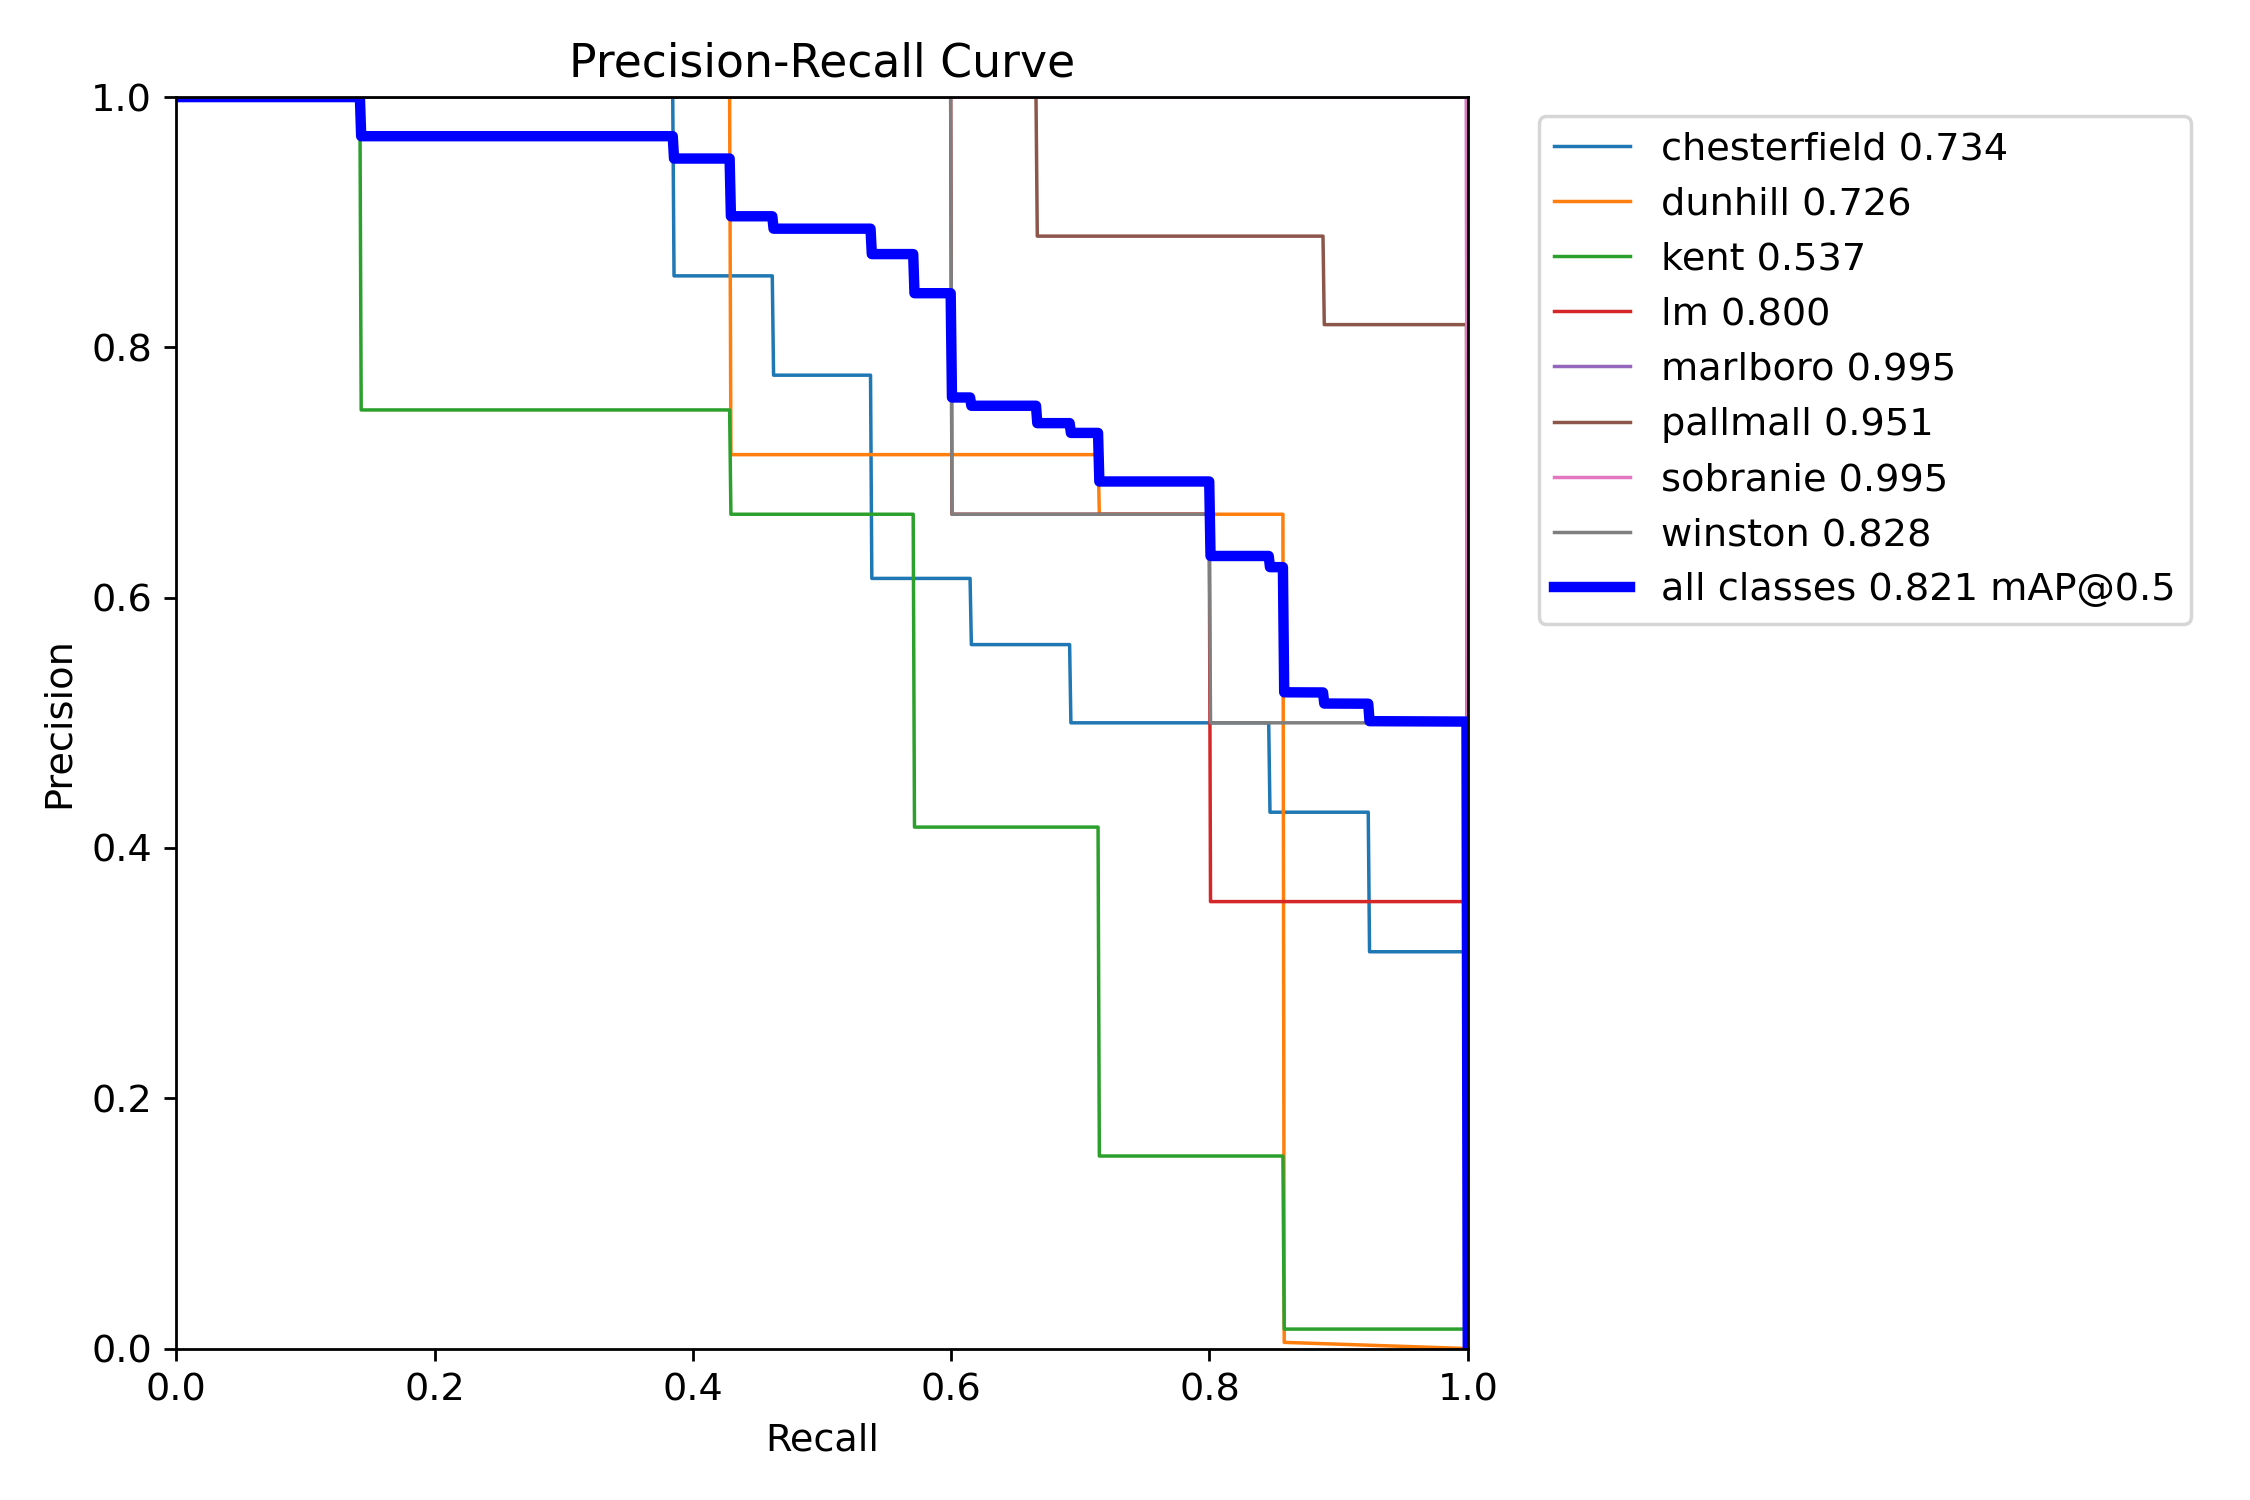 Precision-Recall Curve
1.0
0.8
0.6
0.4
0.2
0.0
Precision
0.0 0.2 0.4 0.6 0.8 1.0
Recall
chesterfield 0.734
dunhill 0.726
kent 0.537
lm 0.800
marlboro 0.995
pallmall 0.951
sobranie 0.995
winston 0.828
all classes 0.821 mAP@0.5